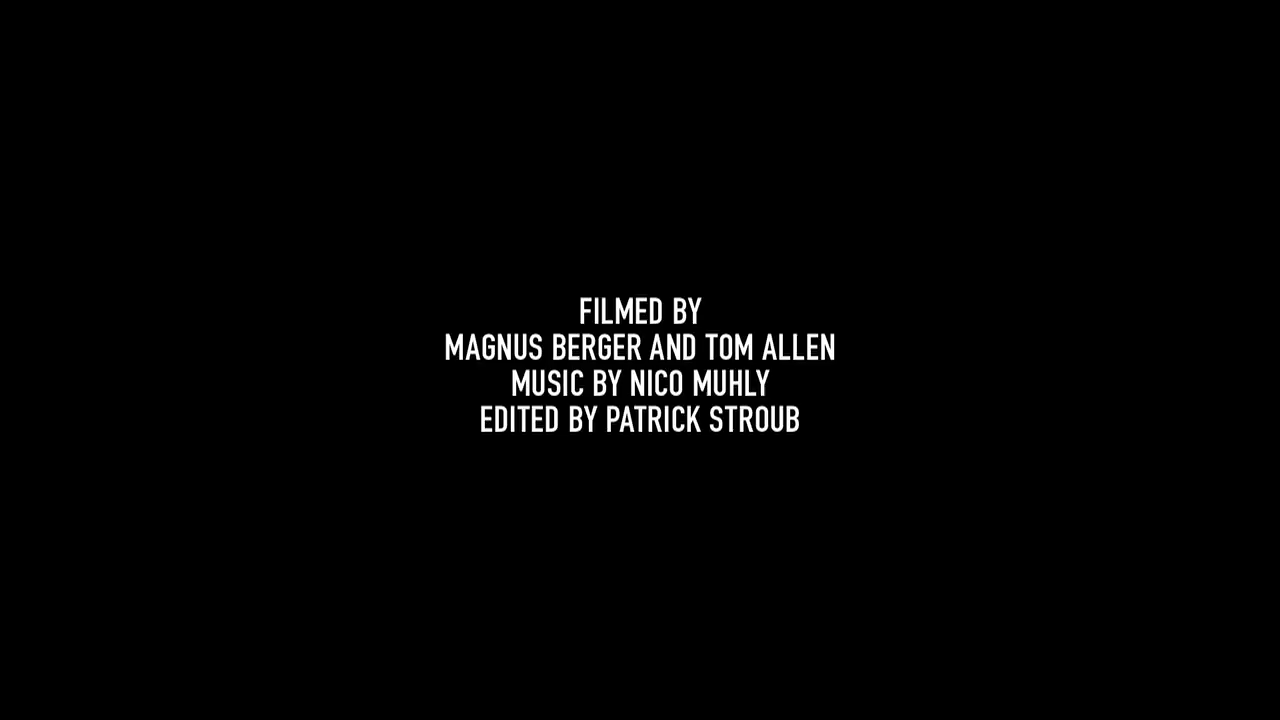 FILMED BY
MAGNUS BERGER AND TOM ALLEN
MUSIC BY NICO MUHLY
EDITED BY PATRICK STROUB